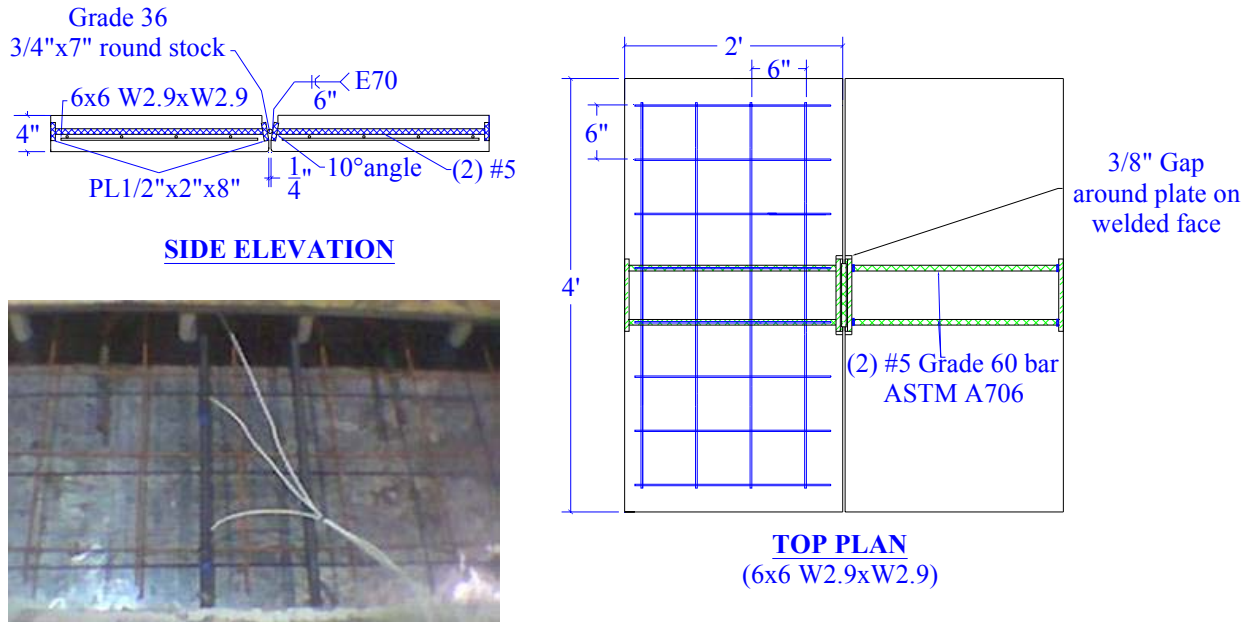 Grade 36
3/4"x7" round stock
E70
6"
6x6 W2.9xW2.9
4"
PL1/2"x2"x8"
1/4"
10°angle
(2) #5
SIDE ELEVATION
2'
6"
6"
4'
3/8" Gap
around plate on
welded face
(2) #5 Grade 60 bar
ASTM A706
TOP PLAN
(6x6 W2.9xW2.9)